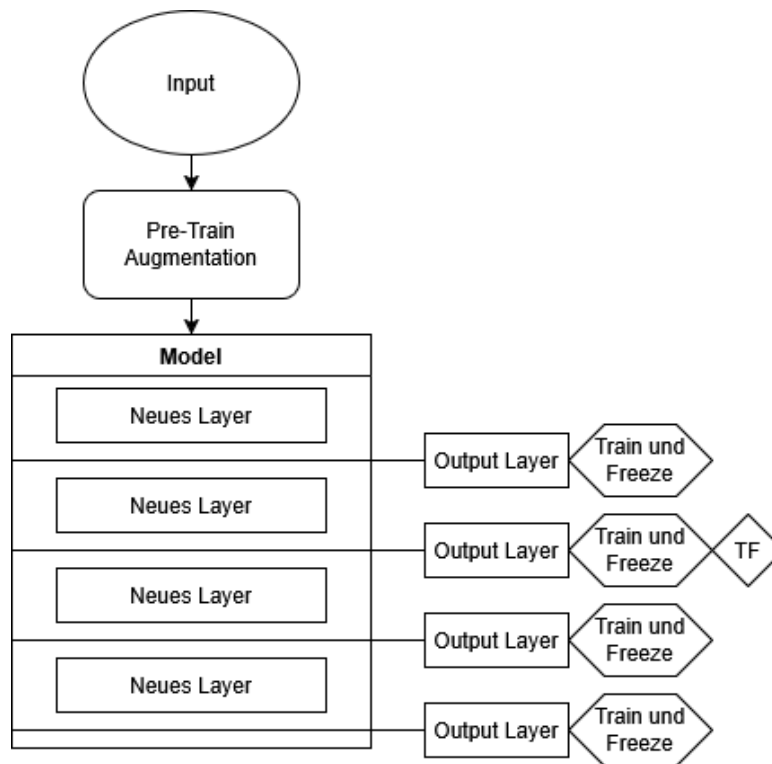 Input
Pre-Train
Augmentation
Model
Neues Layer
Output Layer
Train und
Freeze
Neues Layer
Output Layer
Train und
Freeze
TF
Neues Layer
Output Layer
Train und
Freeze
Neues Layer
Output Layer
Train und
Freeze